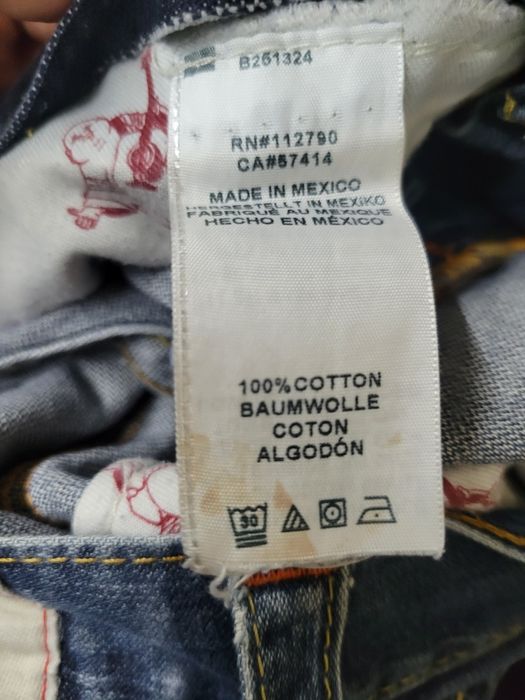 B261324
RN#112790
CA#57414
MADE IN MEXICO
HERGESTELLT IN MEXIKO
FABRIQUÉ AU MEXIQUE
HECHO EN MÉXICO
100% COTTON
BAUMWOLLE
COTON
ALGODÓN
30